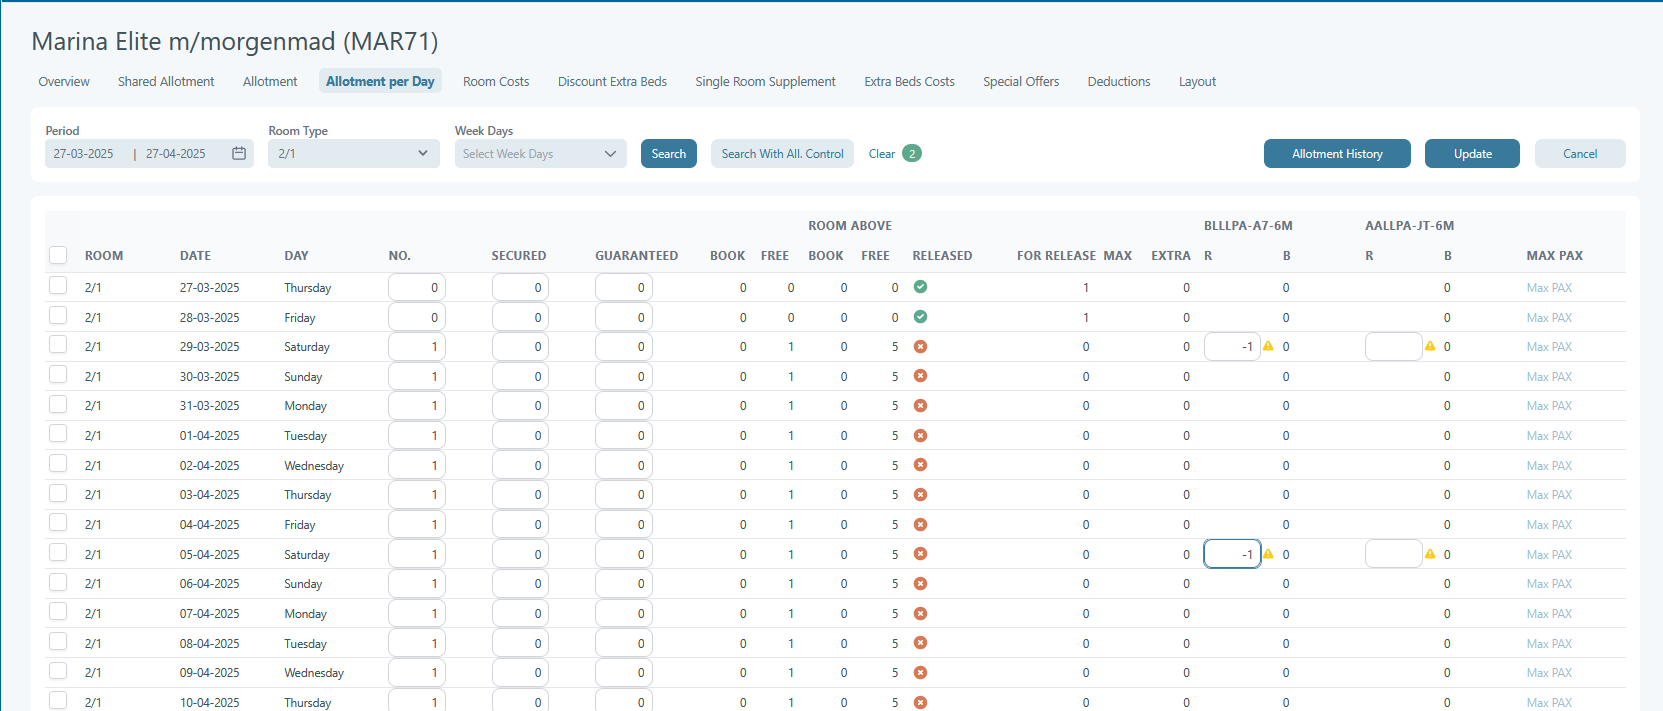 Marina Elite m/morgenmad (MAR71)
Overview Shared Allotment Allotment Allotment per Day Room Costs Discount Extra Beds Single Room Supplement Extra Beds Costs Special Offers Deductions Layout
Period Room Type Week Days
27-03-2025 | 27-04-2025 2/1 Select Week Days Search Search With All. Control Clear 2 Allotment History Update Cancel
ROOM ABOVE BLLLPA-A7-6M AALLPA-JT-6M
ROOM DATE DAY NO. SECURED GUARANTEED BOOK FREE BOOK FREE RELEASED FOR RELEASE MAX EXTRA R B R B MAX PAX
2/1 27-03-2025 Thursday 0 0 0 0 0 0 0 1 0 0 0 Max PAX
2/1 28-03-2025 Friday 0 0 0 0 0 0 0 1 0 0 0 Max PAX
2/1 29-03-2025 Saturday 1 0 0 0 1 0 5 0 0 -1 0 0 Max PAX
2/1 30-03-2025 Sunday 1 0 0 0 1 0 5 0 0 0 0 Max PAX
2/1 31-03-2025 Monday 1 0 0 0 1 0 5 0 0 0 0 Max PAX
2/1 01-04-2025 Tuesday 1 0 0 0 1 0 5 0 0 0 0 Max PAX
2/1 02-04-2025 Wednesday 1 0 0 0 1 0 5 0 0 0 0 Max PAX
2/1 03-04-2025 Thursday 1 0 0 0 1 0 5 0 0 0 0 Max PAX
2/1 04-04-2025 Friday 1 0 0 0 1 0 5 0 0 0 0 Max PAX
2/1 05-04-2025 Saturday 1 0 0 0 1 0 5 0 0 -1 0 0 Max PAX
2/1 06-04-2025 Sunday 1 0 0 0 1 0 5 0 0 0 0 Max PAX
2/1 07-04-2025 Monday 1 0 0 0 1 0 5 0 0 0 0 Max PAX
2/1 08-04-2025 Tuesday 1 0 0 0 1 0 5 0 0 0 0 Max PAX
2/1 09-04-2025 Wednesday 1 0 0 0 1 0 5 0 0 0 0 Max PAX
2/1 10-04-2025 Thursday 1 0 0 0 1 0 5 0 0 0 0 Max PAX